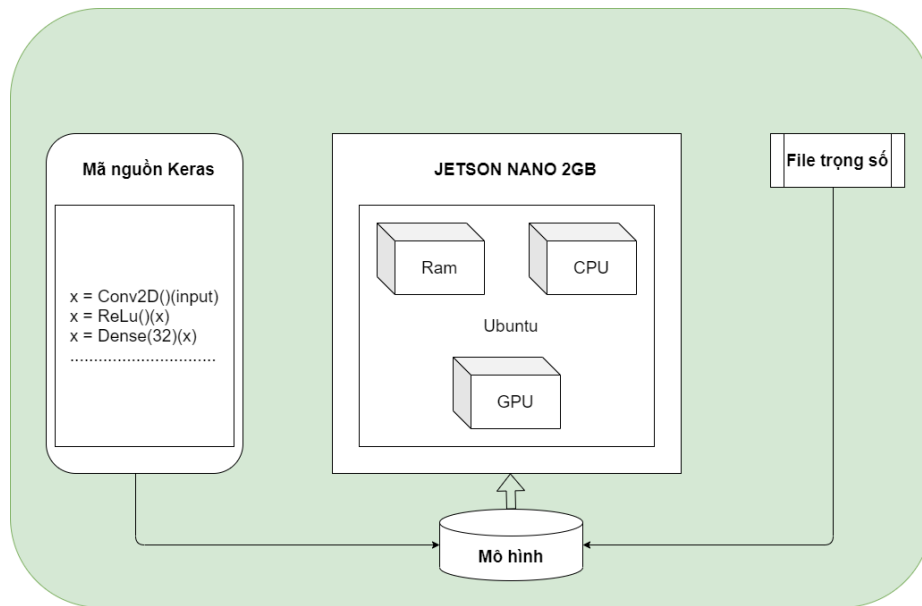 Mã nguồn Keras
x = Conv2D()(input)
x = ReLu()(x)
x = Dense(32)(x)
................................
JETSON NANO 2GB
Ram
CPU
Ubuntu
GPU
File trọng số
Mô hình